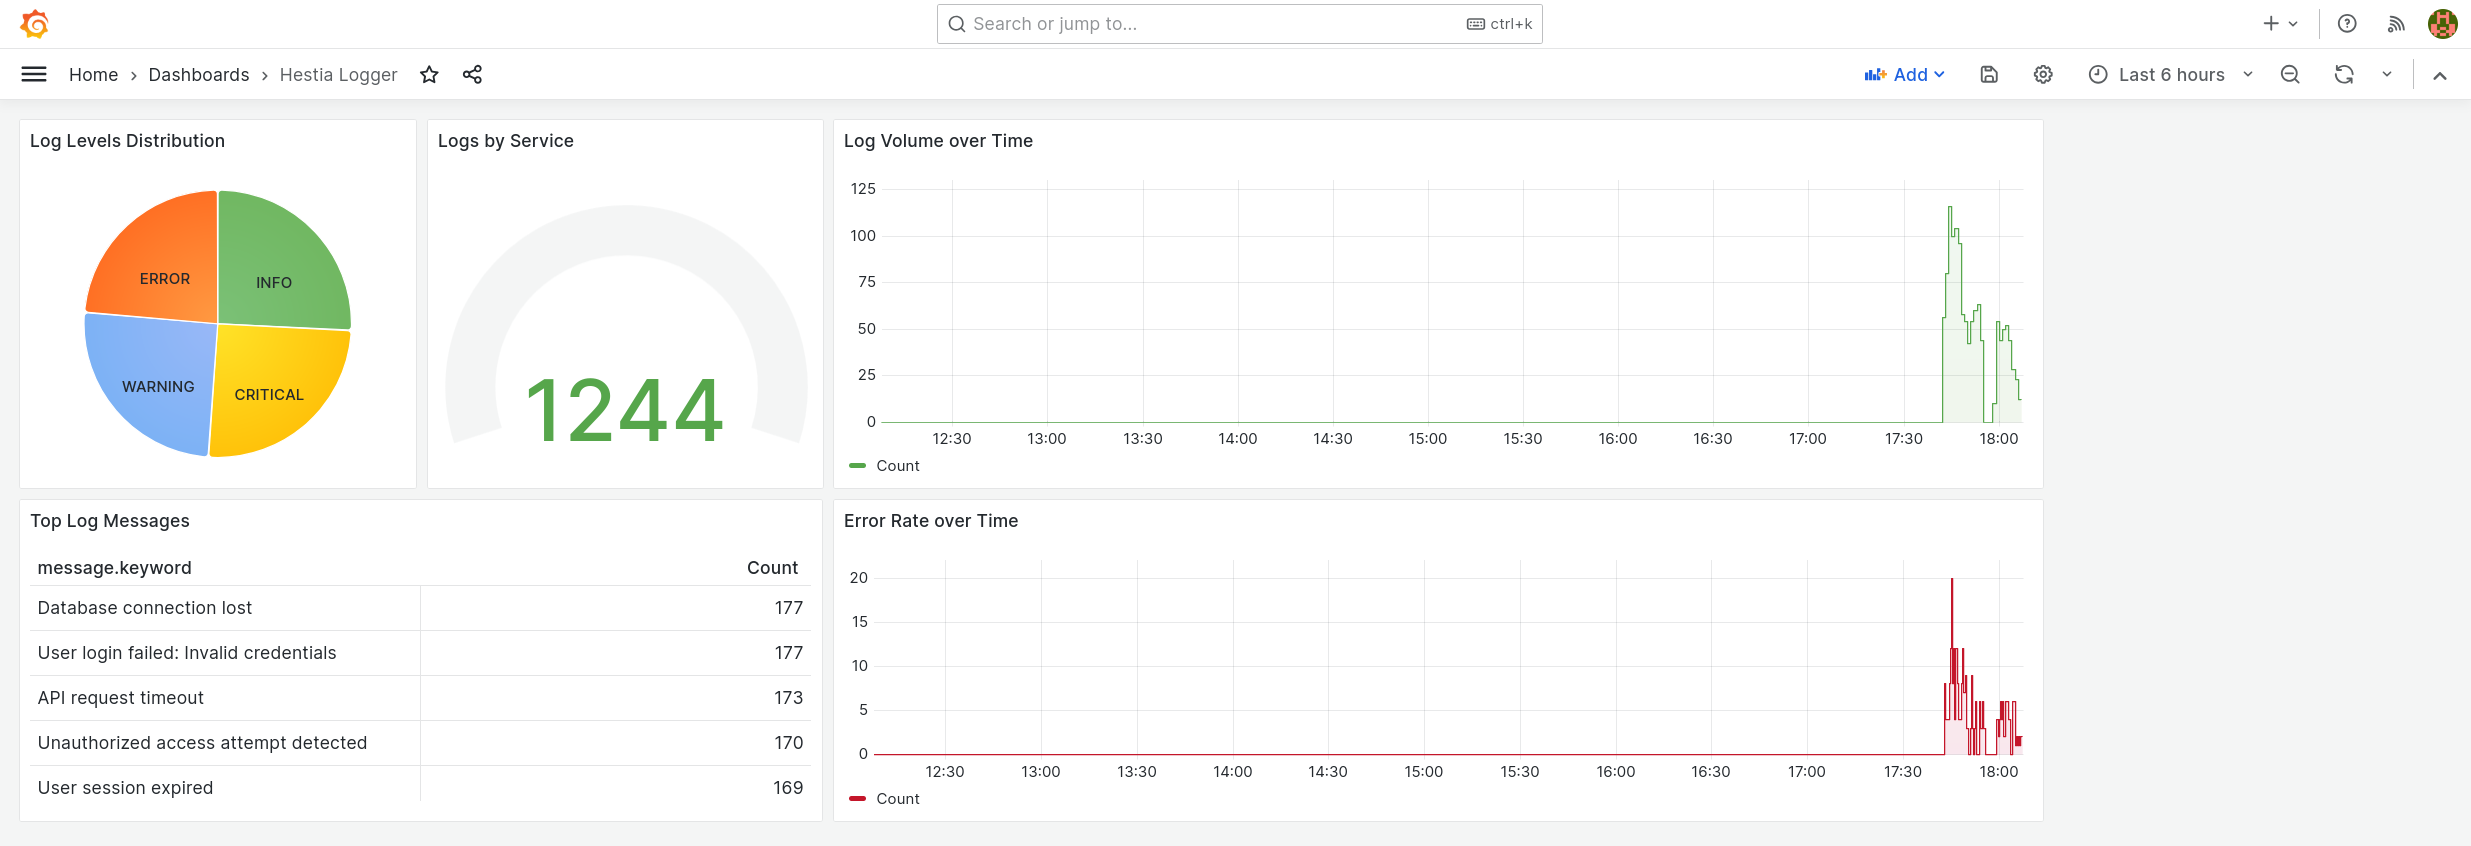 Search or jump to... ctrl+k
Home › Dashboards › Hestia Logger
Add
Last 6 hours
Log Levels Distribution
ERROR
INFO
WARNING
CRITICAL
Logs by Service
1244
Log Volume over Time
125
100
75
50
25
0
12:30 13:00 13:30 14:00 14:30 15:00 15:30 16:00 16:30 17:00 17:30 18:00
Count
Top Log Messages
message.keyword Count
Database connection lost 177
User login failed: Invalid credentials 177
API request timeout 173
Unauthorized access attempt detected 170
User session expired 169
Error Rate over Time
20
15
10
5
0
12:30 13:00 13:30 14:00 14:30 15:00 15:30 16:00 16:30 17:00 17:30 18:00
Count